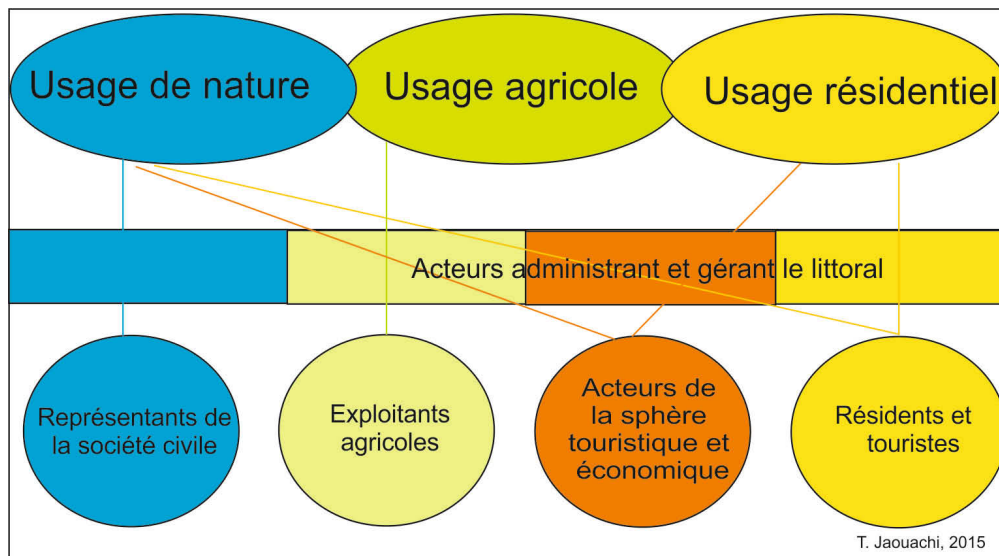 Usage de nature
Usage agricole
Usage résidentiel
Acteurs administrant et gérant le littoral
Représentants de
la société civile
Exploitants
agricoles
Acteurs de
la sphère
touristique et
économique
Résidents et
touristes
T. Jaouachi, 2015